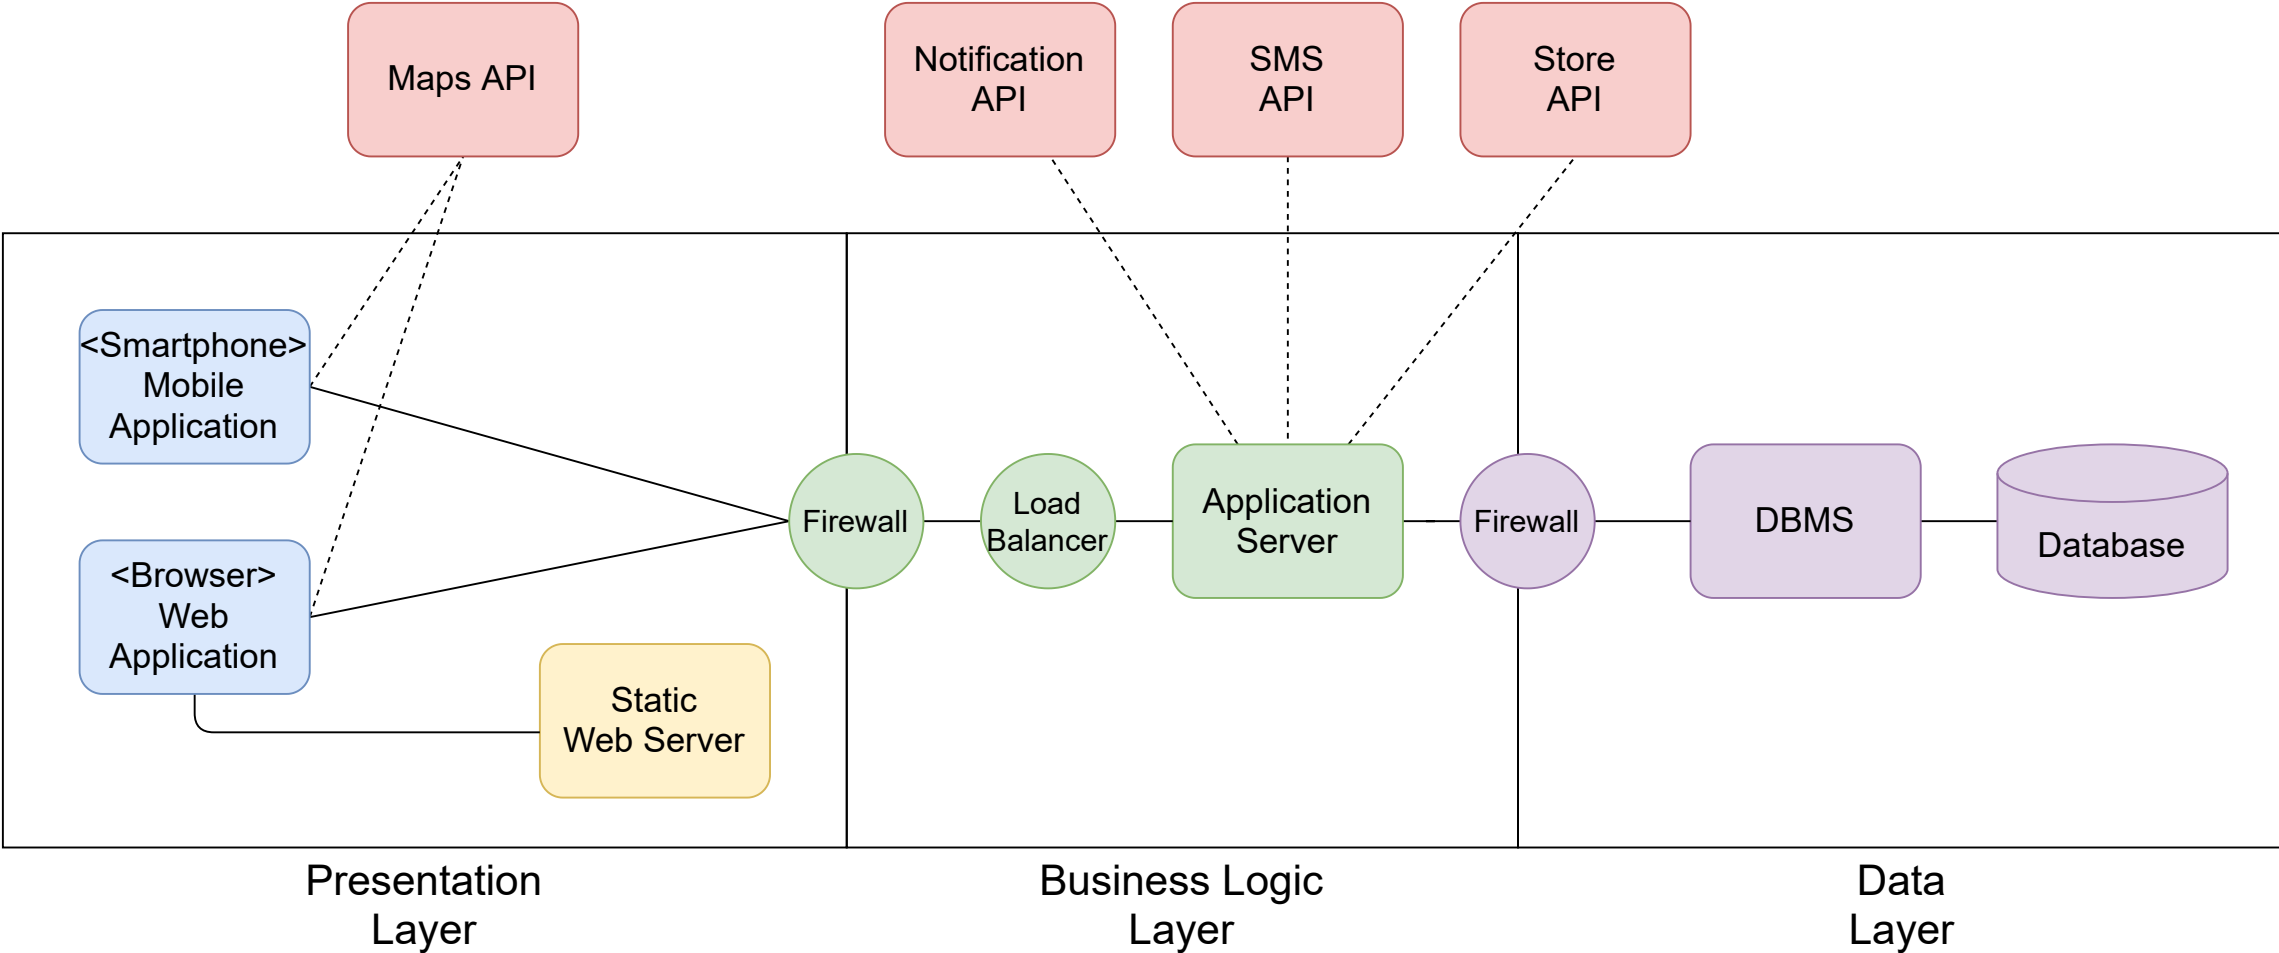 Maps API
Notification
API
SMS
API
Store
API
<Smartphone>
Mobile
Application
<Browser>
Web
Application
Static
Web Server
Firewall
Load
Balancer
Application
Server
Firewall
DBMS
Database
Presentation
Layer
Business Logic
Layer
Data
Layer